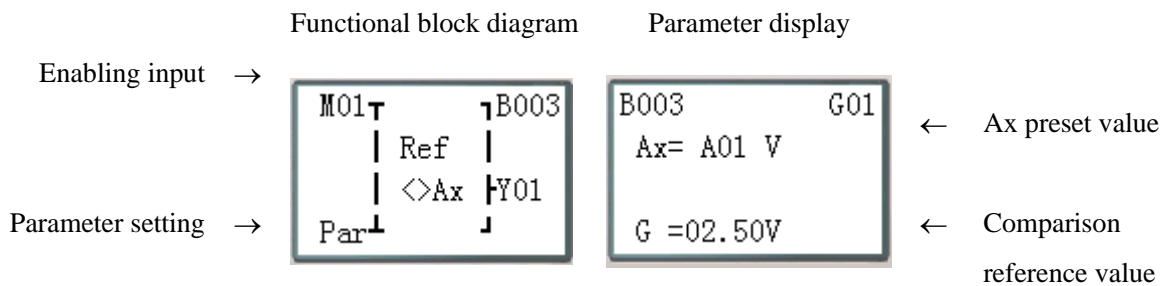 Functional block diagram
Parameter display
Enabling input →
M01 B003
Ref
<>Ax Y01
Par
Parameter setting →
B003 G01
Ax= A01 V
G =02.50V
← Ax preset value
← Comparison
reference value